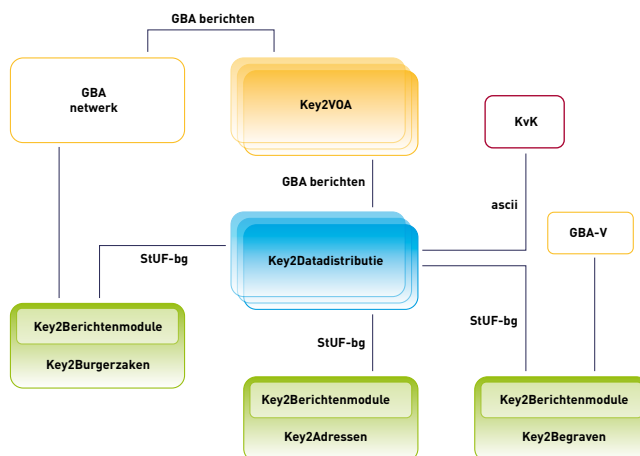 GBA berichten
GBA
netwerk
Key2VOA
KvK
GBA berichten
ascii
GBA-V
StUF-bg
Key2Datadistributie
StUF-bg
Key2Berichtenmodule
Key2Burgerzaken
StUF-bg
Key2Berichtenmodule
Key2Adressen
Key2Berichtenmodule
Key2Begraven